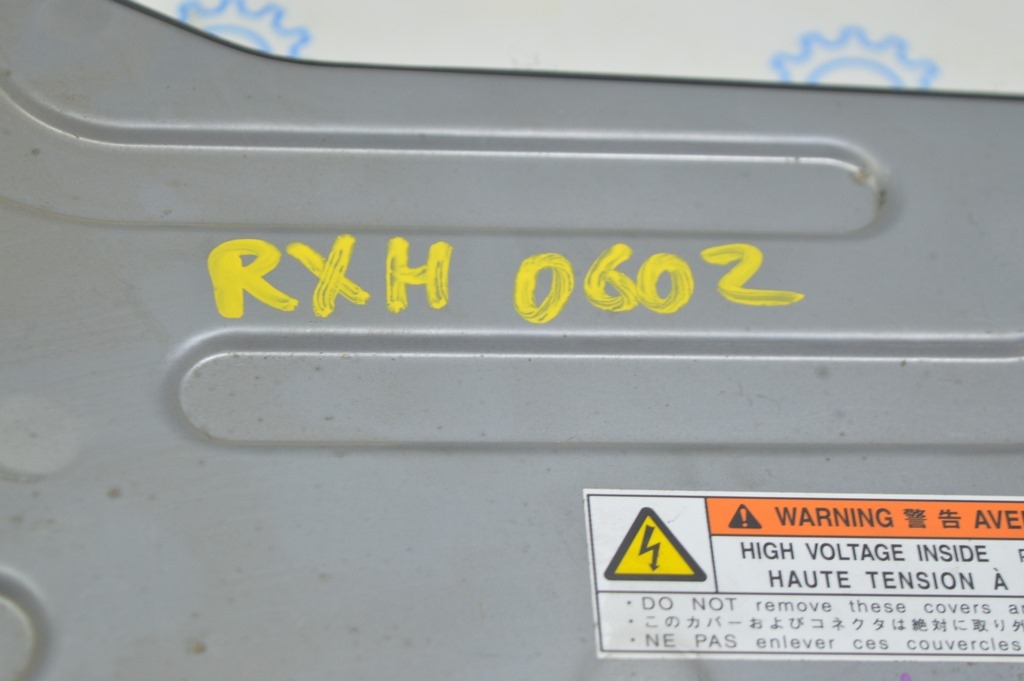 RXH 0602
WARNING 警告
HIGH VOLTAGE INSIDE
HAUTE TENSION À
・DO NOT remove these covers
・このカバーおよびコネクタは絶対に取り
・NE PAS enlever ces couvercles